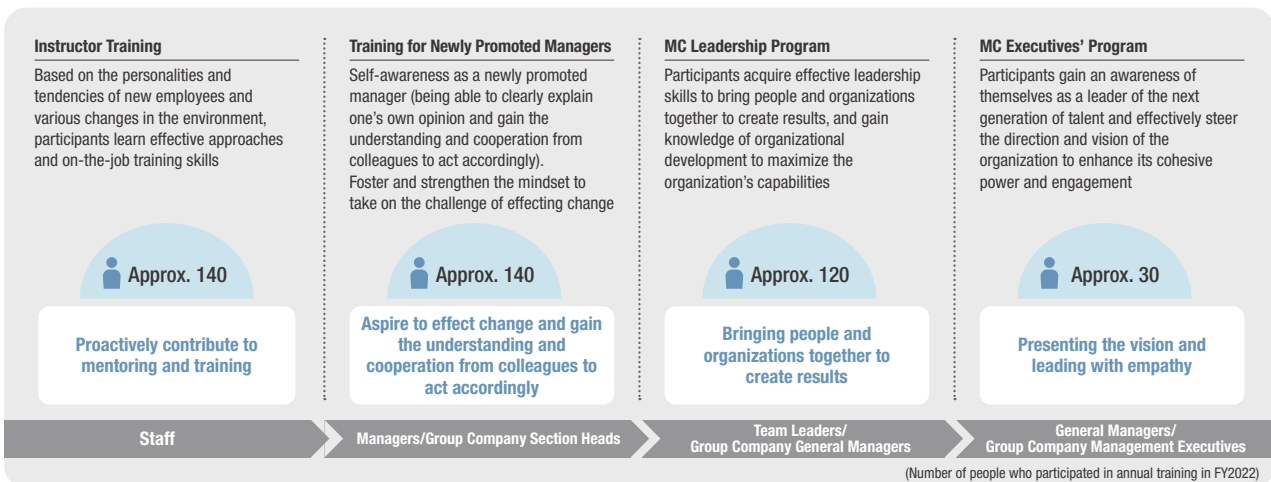 Instructor Training
Based on the personalities and
tendencies of new employees and
various changes in the environment,
participants learn effective approaches
and on-the-job training skills
Approx. 140
Proactively contribute to
mentoring and training
Staff
Training for Newly Promoted Managers
Self-awareness as a newly promoted
manager (being able to clearly explain
one's own opinion and gain the
understanding and cooperation from
colleagues to act accordingly).
Foster and strengthen the mindset to
take on the challenge of effecting change
Approx. 140
Aspire to effect change and gain
the understanding and
cooperation from colleagues to
act accordingly
Managers/Group Company Section Heads
MC Leadership Program
Participants acquire effective leadership
skills to bring people and organizations
together to create results, and gain
knowledge of organizational
development to maximize the
organization's capabilities
Approx. 120
Bringing people and
organizations together to
create results
Team Leaders/
Group Company General Managers
MC Executives' Program
Participants gain an awareness of
themselves as a leader of the next
generation of talent and effectively steer
the direction and vision of the
organization to enhance its cohesive
power and engagement
Approx. 30
Presenting the vision and
leading with empathy
General Managers/
Group Company Management Executives
(Number of people who participated in annual training in FY2022)